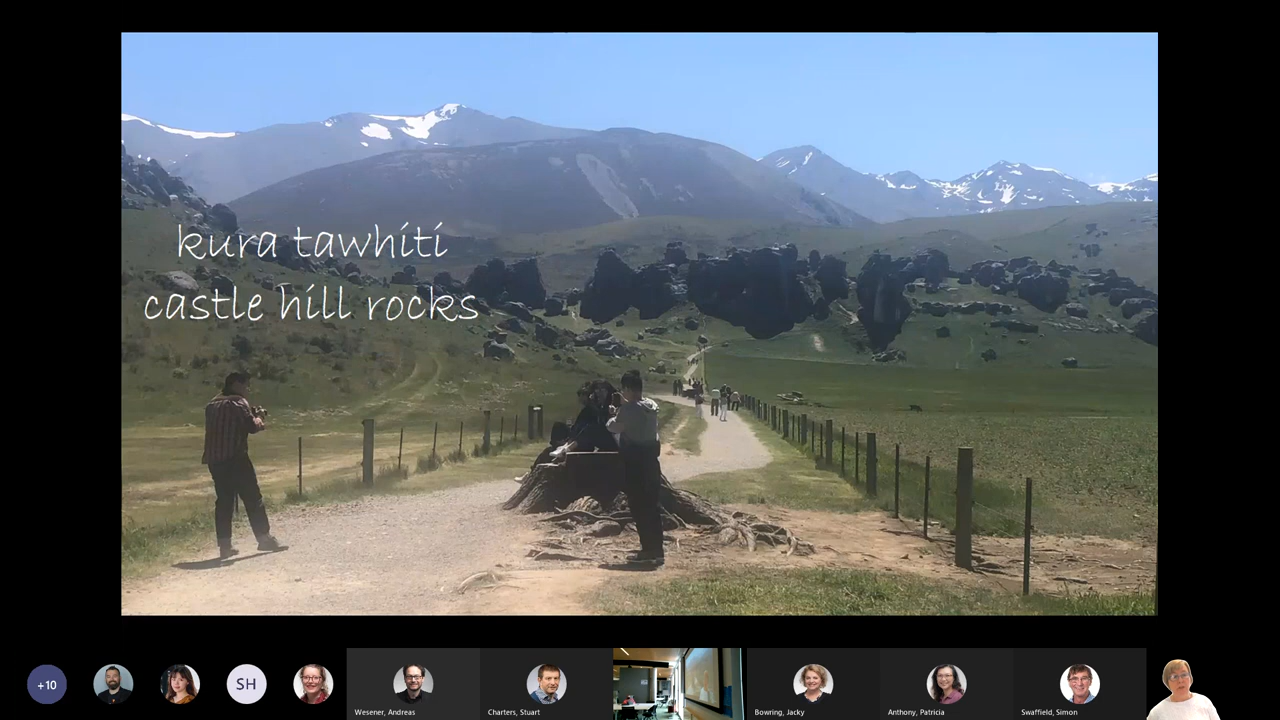 kura tawhiti
castle hill rocks
+10
SH
Wesener, Andreas
Charters, Stuart
Bowring, Jacky
Anthony, Patricia
Swaffield, Simon